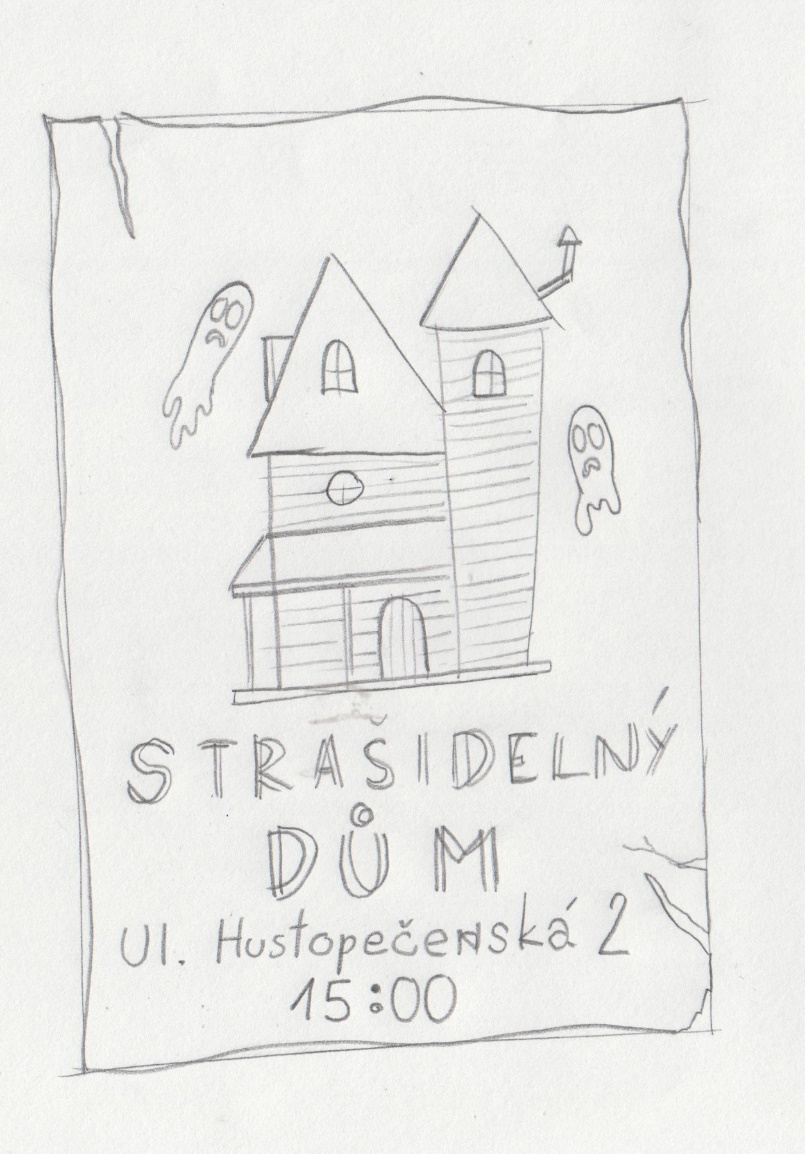 STRAŠIDELNÝ
DŮM
Ul. Hustopečenská 2
15:00